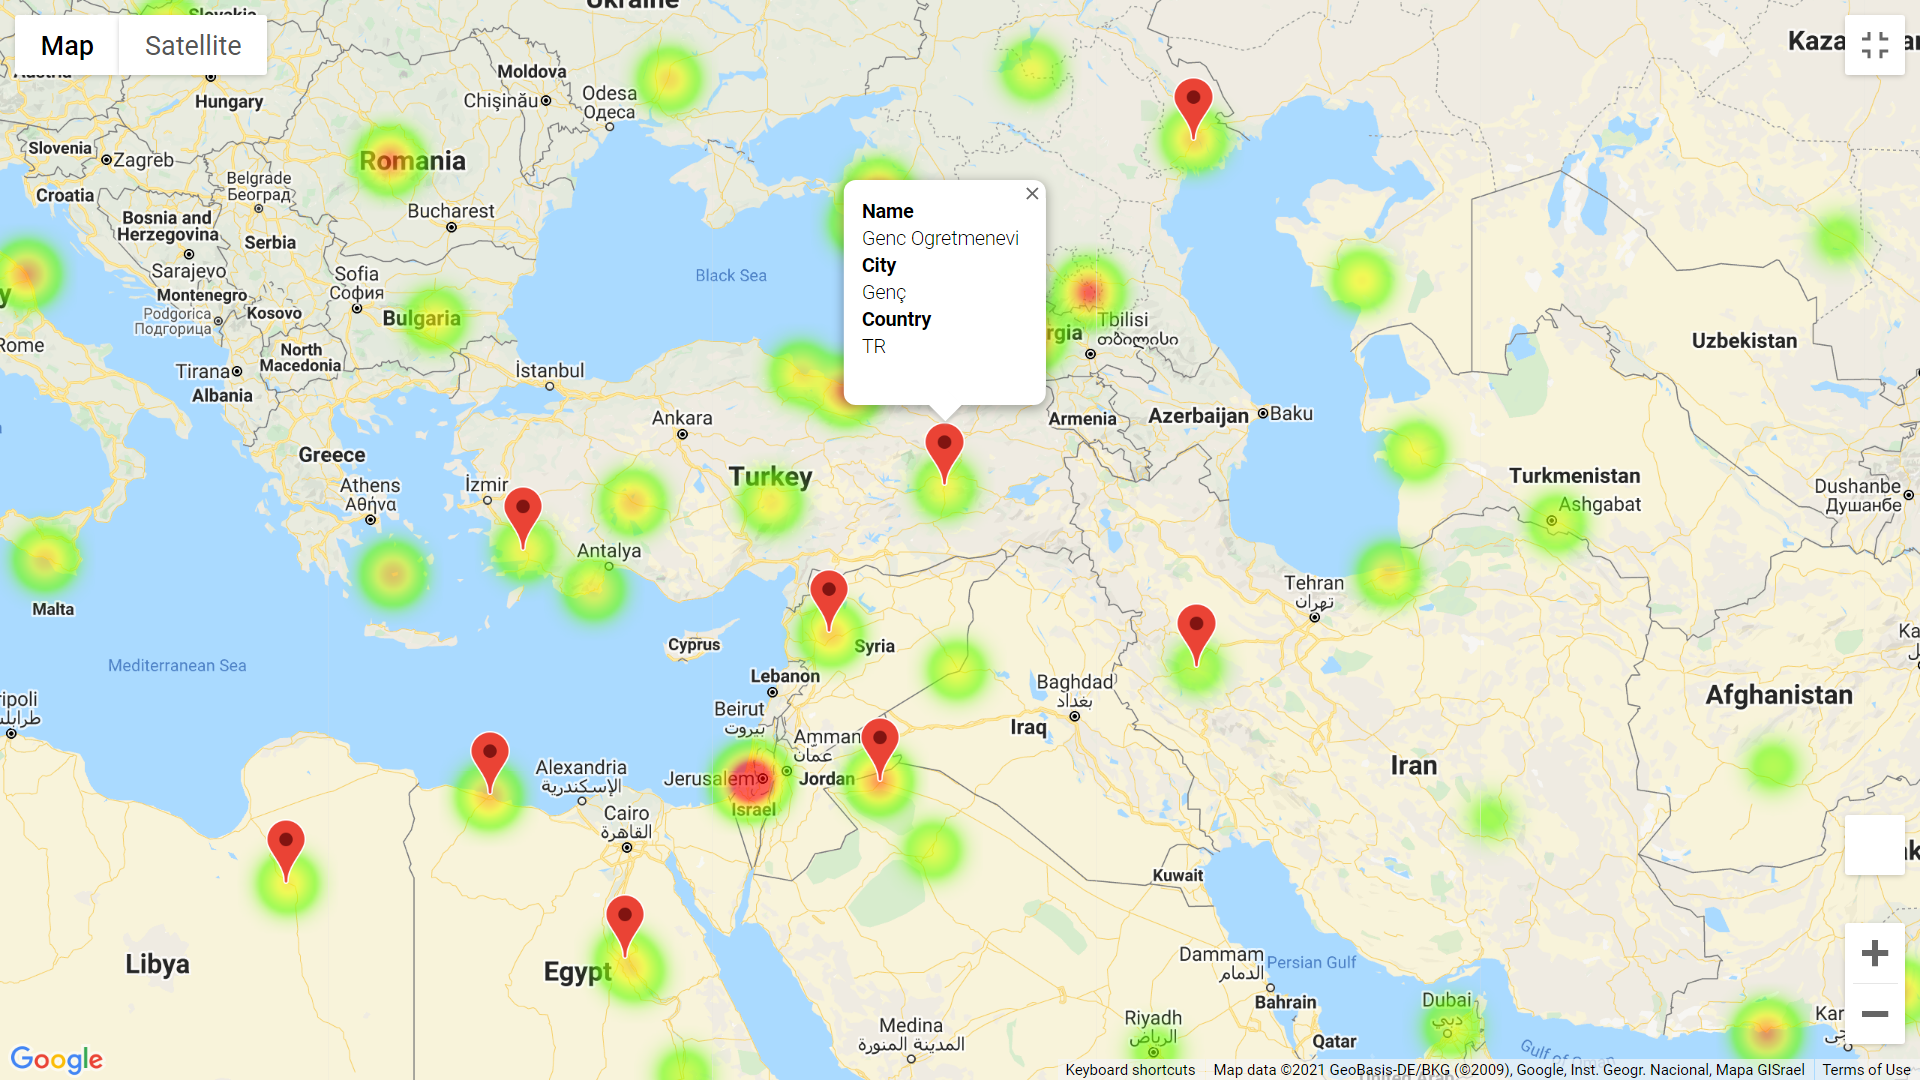 Ukraine
Slovakia
Map
Satellite
Austria
Hungary
Moldova
Chișinău
Odesa
Одеса
Slovenia
Zagreb
Romania
Croatia
Belgrade
Београд
Bucharest
Bosnia and
Herzegovina
Serbia
Sarajevo
Sofia
София
Montenegro
Podgorica
Подгорица
Kosovo
Bulgaria
Black Sea
Rome
North
Macedonia
Tirana
Albania
İstanbul
Name
Genc Ogretmenevi
City
Genç
Country
TR
Tbilisi
თბილისი
Uzbekistan
Ankara
Armenia
Azerbaijan
Baku
Greece
Turkey
Athens
Αθήνα
İzmir
Turkmenistan
Ashgabat
Dushanbe
Душанбе
Antalya
Malta
Tehran
تهران
Cyprus
Syria
Mediterranean Sea
Lebanon
Beirut
بيروت
Baghdad
بغداد
Afghanistan
Iraq
Amman
عمّان
Jerusalem
Jordan
Israel
Iran
Alexandria
الإسكندرية
Cairo
القاهرة
Kuwait
Libya
Egypt
Dammam
الدمام
Persian Gulf
Bahrain
Dubai
دبي
Riyadh
الرياض
Medina
المدينة المنورة
Qatar
Gulf of Oman
Google
Keyboard shortcuts
Map data ©2021 GeoBasis-DE/BKG (©2009), Google, Inst. Geogr. Nacional, Mapa GISrael
Terms of Use